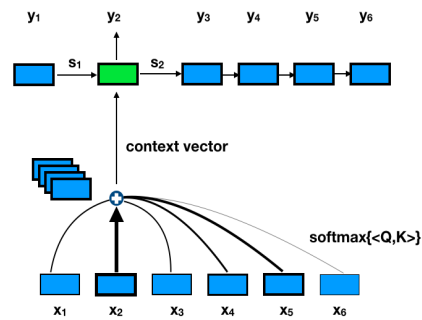 y1 y2 y3 y4 y5 y6
s1 s2
context vector
softmax{<Q,K>}
x1 x2 x3 x4 x5 x6